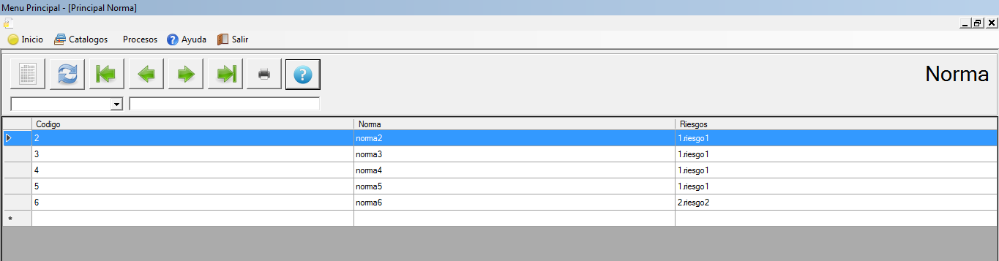 Menu Principal - [Principal Norma]
Inicio Catalogos Procesos Ayuda Salir
Norma
Codigo Norma Riesgos
2 norma2 1.riesgo1
3 norma3 1.riesgo1
4 norma4 1.riesgo1
5 norma5 1.riesgo1
6 norma6 2.riesgo2
*